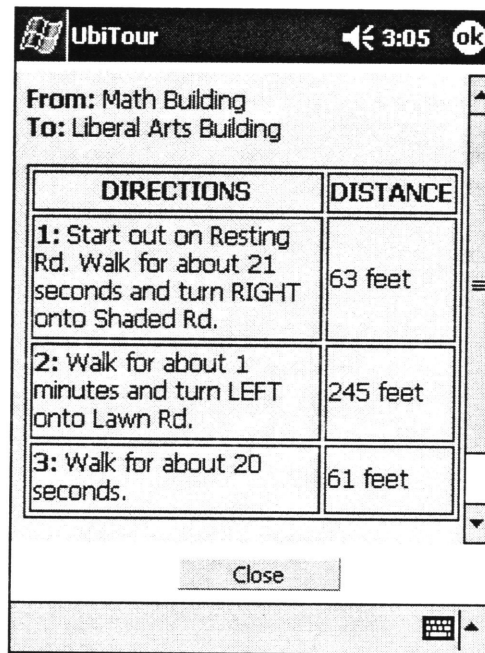 UbiTour 3:05 ok
From: Math Building
To: Liberal Arts Building
DIRECTIONS DISTANCE
1: Start out on Resting
Rd. Walk for about 21
seconds and turn RIGHT
onto Shaded Rd.
63 feet
2: Walk for about 1
minutes and turn LEFT
onto Lawn Rd.
245 feet
3: Walk for about 20
seconds.
61 feet
Close